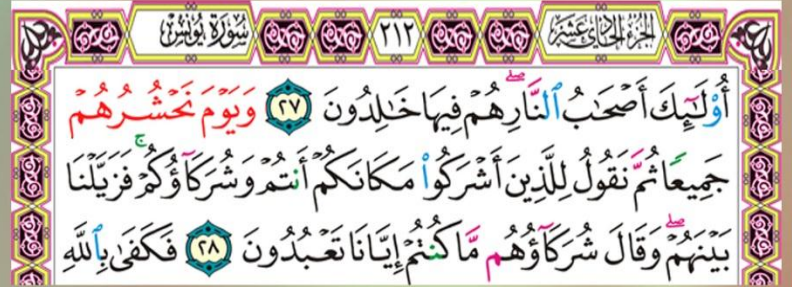 الجزء الحادي عشر ٢١٢ سورة يونس
أُوْلَٰٓئِكَ أَصْحَٰبُ ٱلنَّارِۖ هُمْ فِيهَا خَٰلِدُونَ ٢٧ وَيَوْمَ نَحْشُرُهُمْ
جَمِيعًا ثُمَّ نَقُولُ لِلَّذِينَ أَشْرَكُواْ مَكَانَكُمْ أَنتُمْ وَشُرَكَآؤُكُمْۚ فَزَيَّلْنَا
بَيْنَهُمْۖ وَقَالَ شُرَكَآؤُهُم مَّا كُنتُمْ إِيَّانَا تَعْبُدُونَ ٢٨ فَكَفَىٰ بِٱللَّهِ